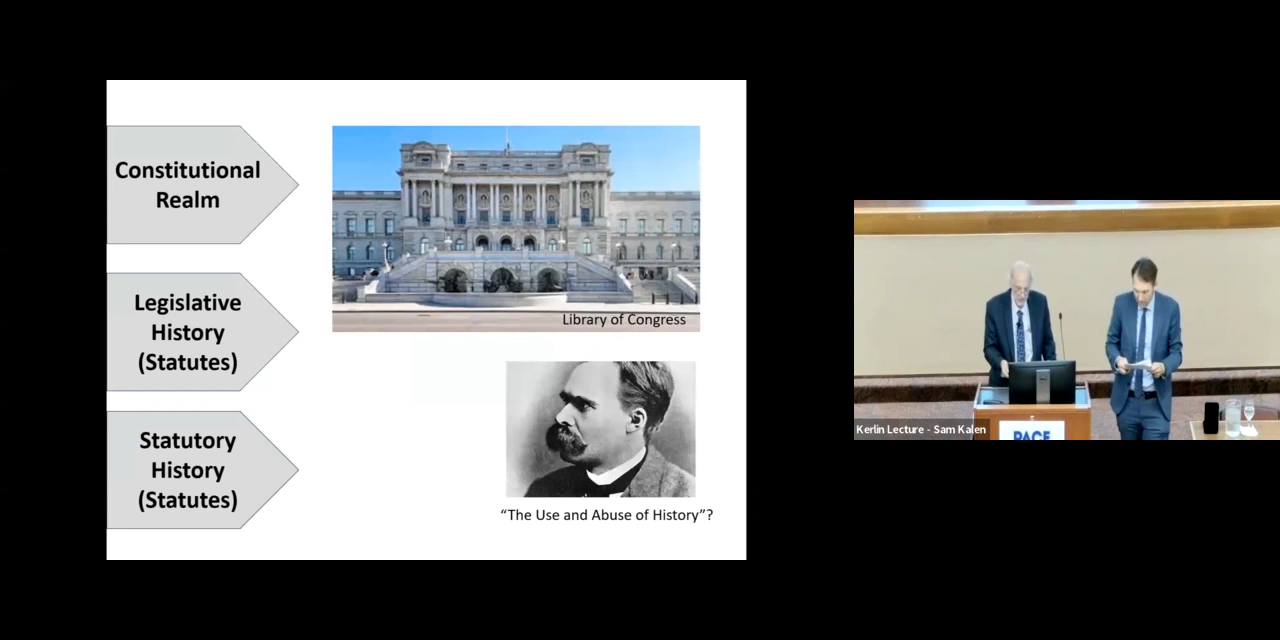 Constitutional
Realm
Legislative
History
(Statutes)
Statutory
History
(Statutes)
Library of Congress
“The Use and Abuse of History”?
Kerlin Lecture - Sam Kalen
PACE